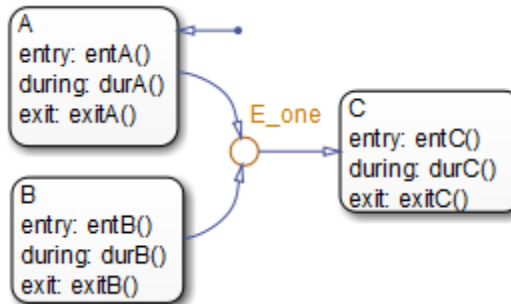 A
entry: entA()
during: durA()
exit: exitA()
E_one
C
entry: entC()
during: durC()
exit: exitC()
B
entry: entB()
during: durB()
exit: exitB()